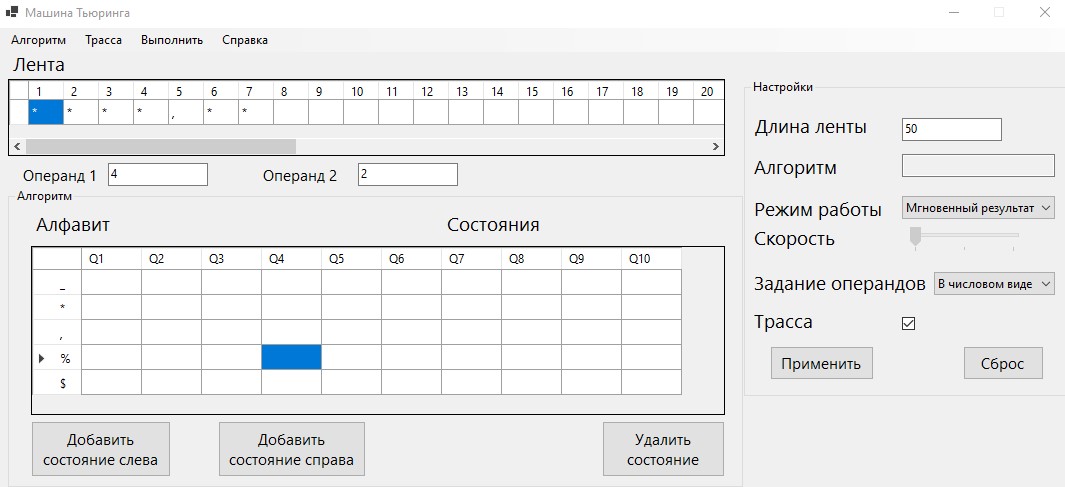 Машина Тьюринга
Алгоритм Трасса Выполнить Справка
Лента
1 2 3 4 5 6 7 8 9 10 11 12 13 14 15 16 17 18 19 20
* * * * , * *
Операнд 1 4 Операнд 2 2
Алгоритм
Алфавит Состояния
Q1 Q2 Q3 Q4 Q5 Q6 Q7 Q8 Q9 Q10
_
*
,
%
$
Добавить состояние слева
Добавить состояние справа
Удалить состояние
Настройки
Длина ленты 50
Алгоритм
Режим работы Мгновенный результат
Скорость
Задание операндов В числовом виде
Трасса
Применить Сброс